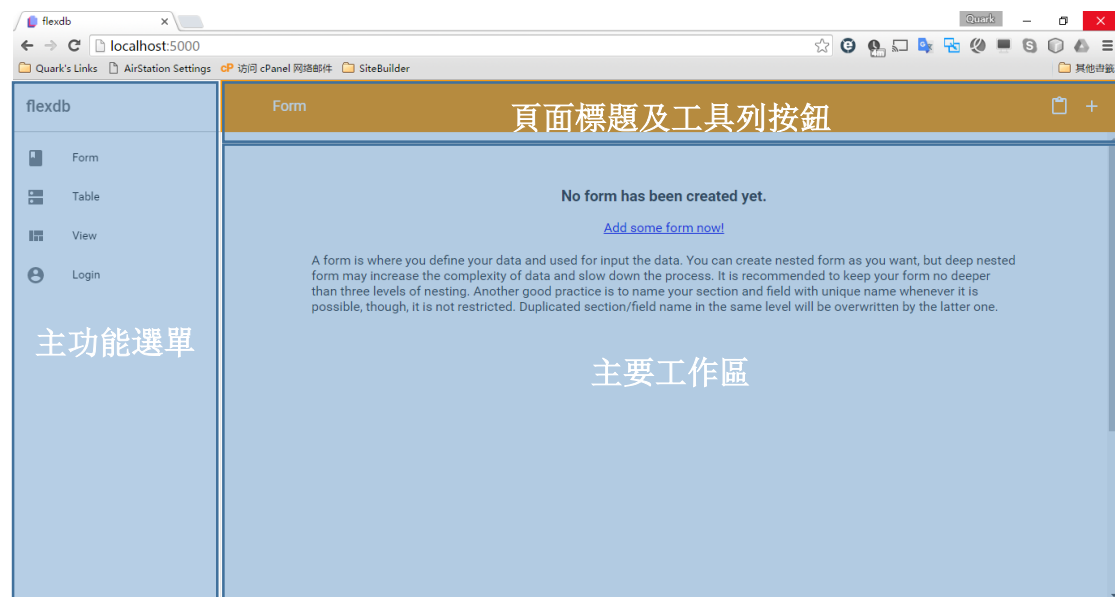 flexdb
Quark
localhost:5000
Quark's Links
AirStation Settings
cP 访问 cPanel 网络邮件
SiteBuilder
其他書籤
flexdb
Form
頁面標題及工具列按鈕
Form
Table
View
Login
主功能選單
No form has been created yet.
Add some form now!
A form is where you define your data and used for input the data. You can create nested form as you want, but deep nested
form may increase the complexity of data and slow down the process. It is recommended to keep your form no deeper
than three levels of nesting. Another good practice is to name your section and field with unique name whenever it is
possible, though, it is not restricted. Duplicated section/field name in the same level will be overwritten by the latter one.
主要工作區